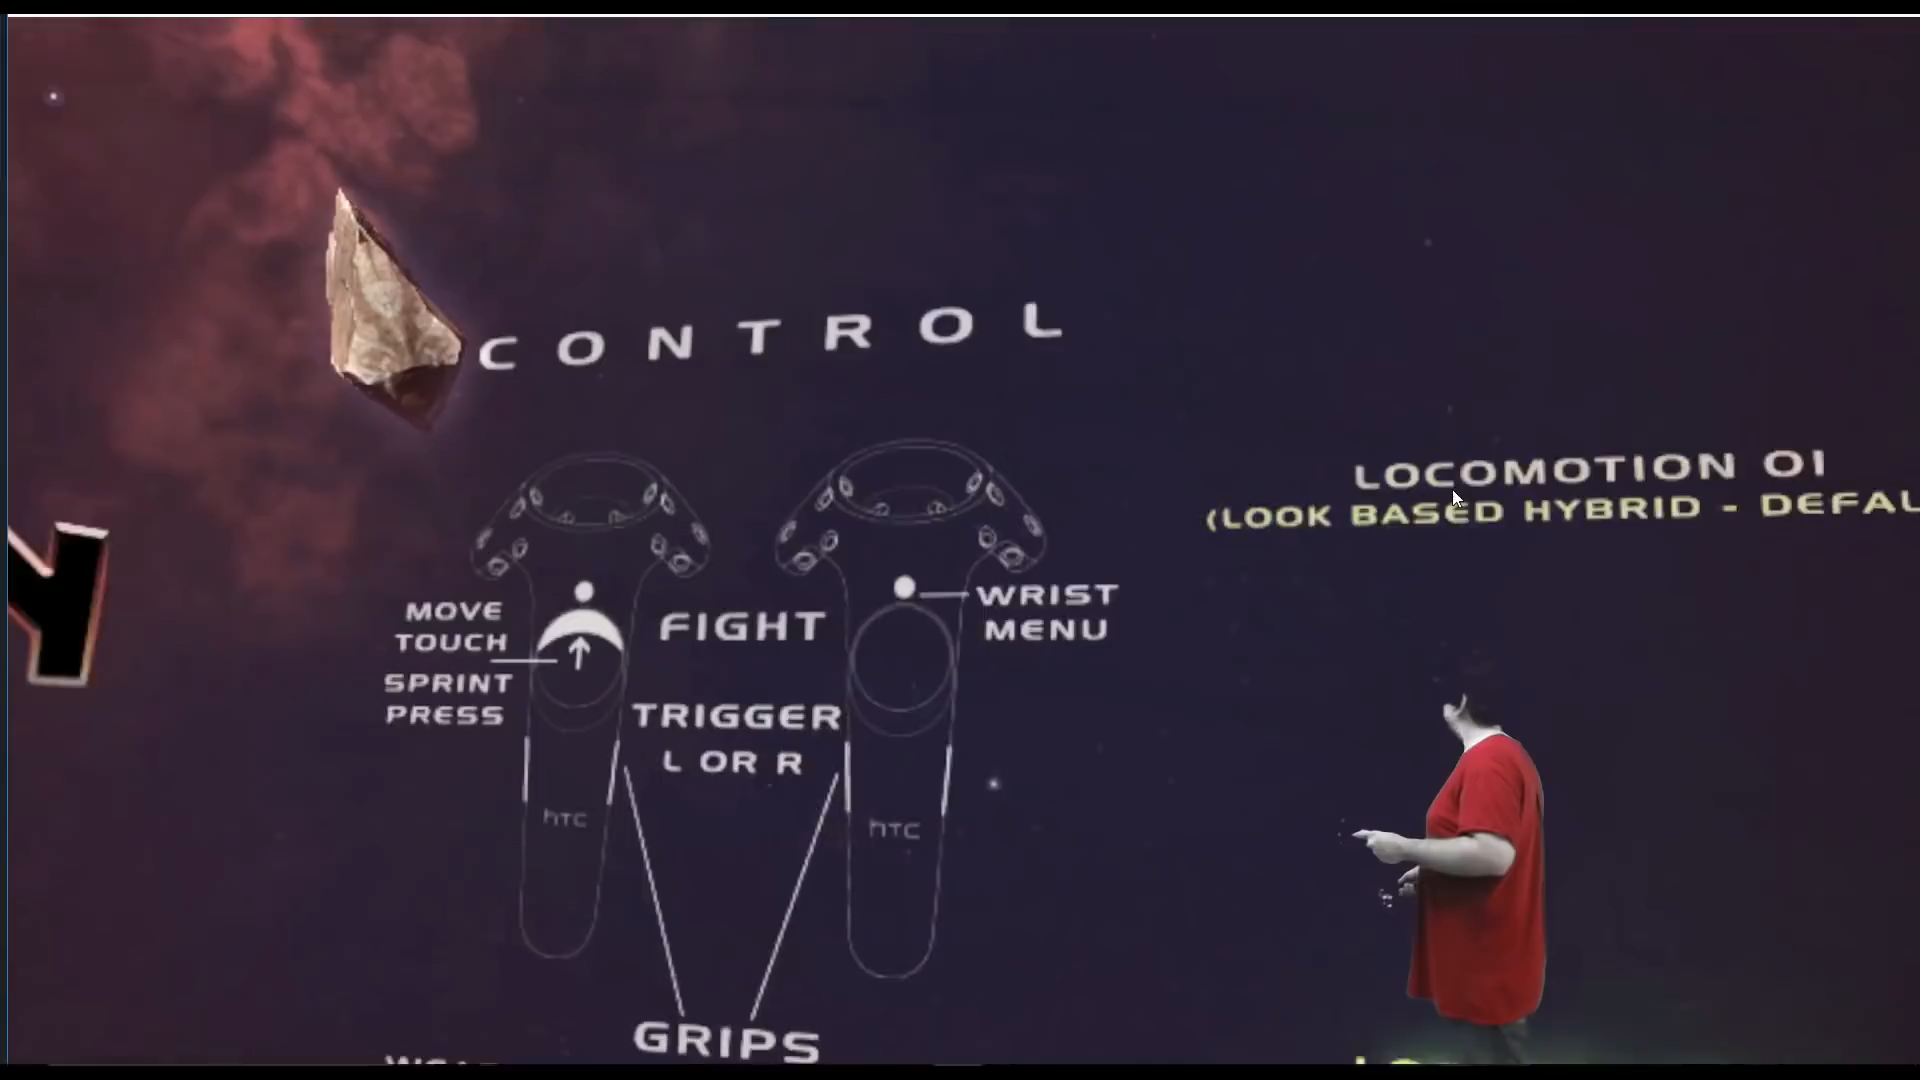 CONTROL
LOCOMOTION 01
(LOOK BASED HYBRID - DEFAU
Y
MOVE
TOUCH
SPRINT
PRESS
FIGHT
TRIGGER
L OR R
WRIST
MENU
htc
htc
GRIPS